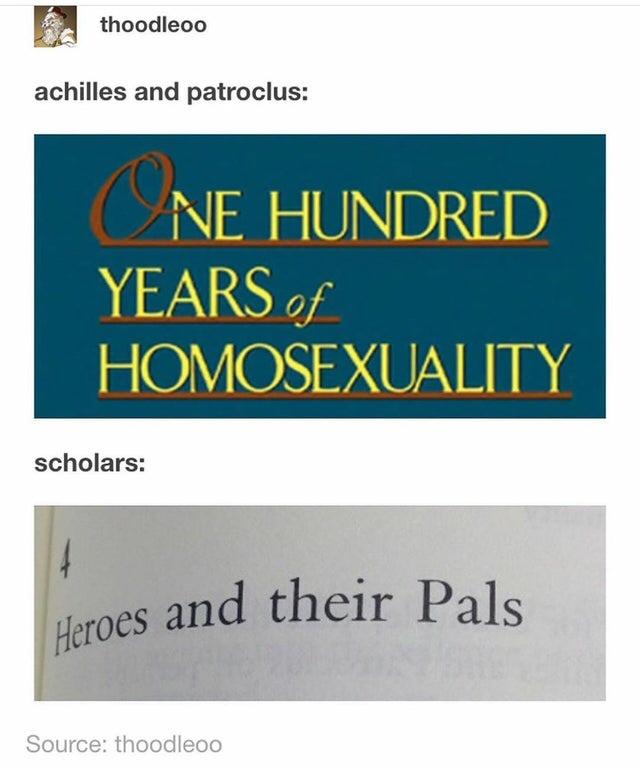 thoodleoo
achilles and patroclus:
ONE HUNDRED
YEARS of
HOMOSEXUALITY
scholars:
4
Heroes and their Pals
Source: thoodleoo